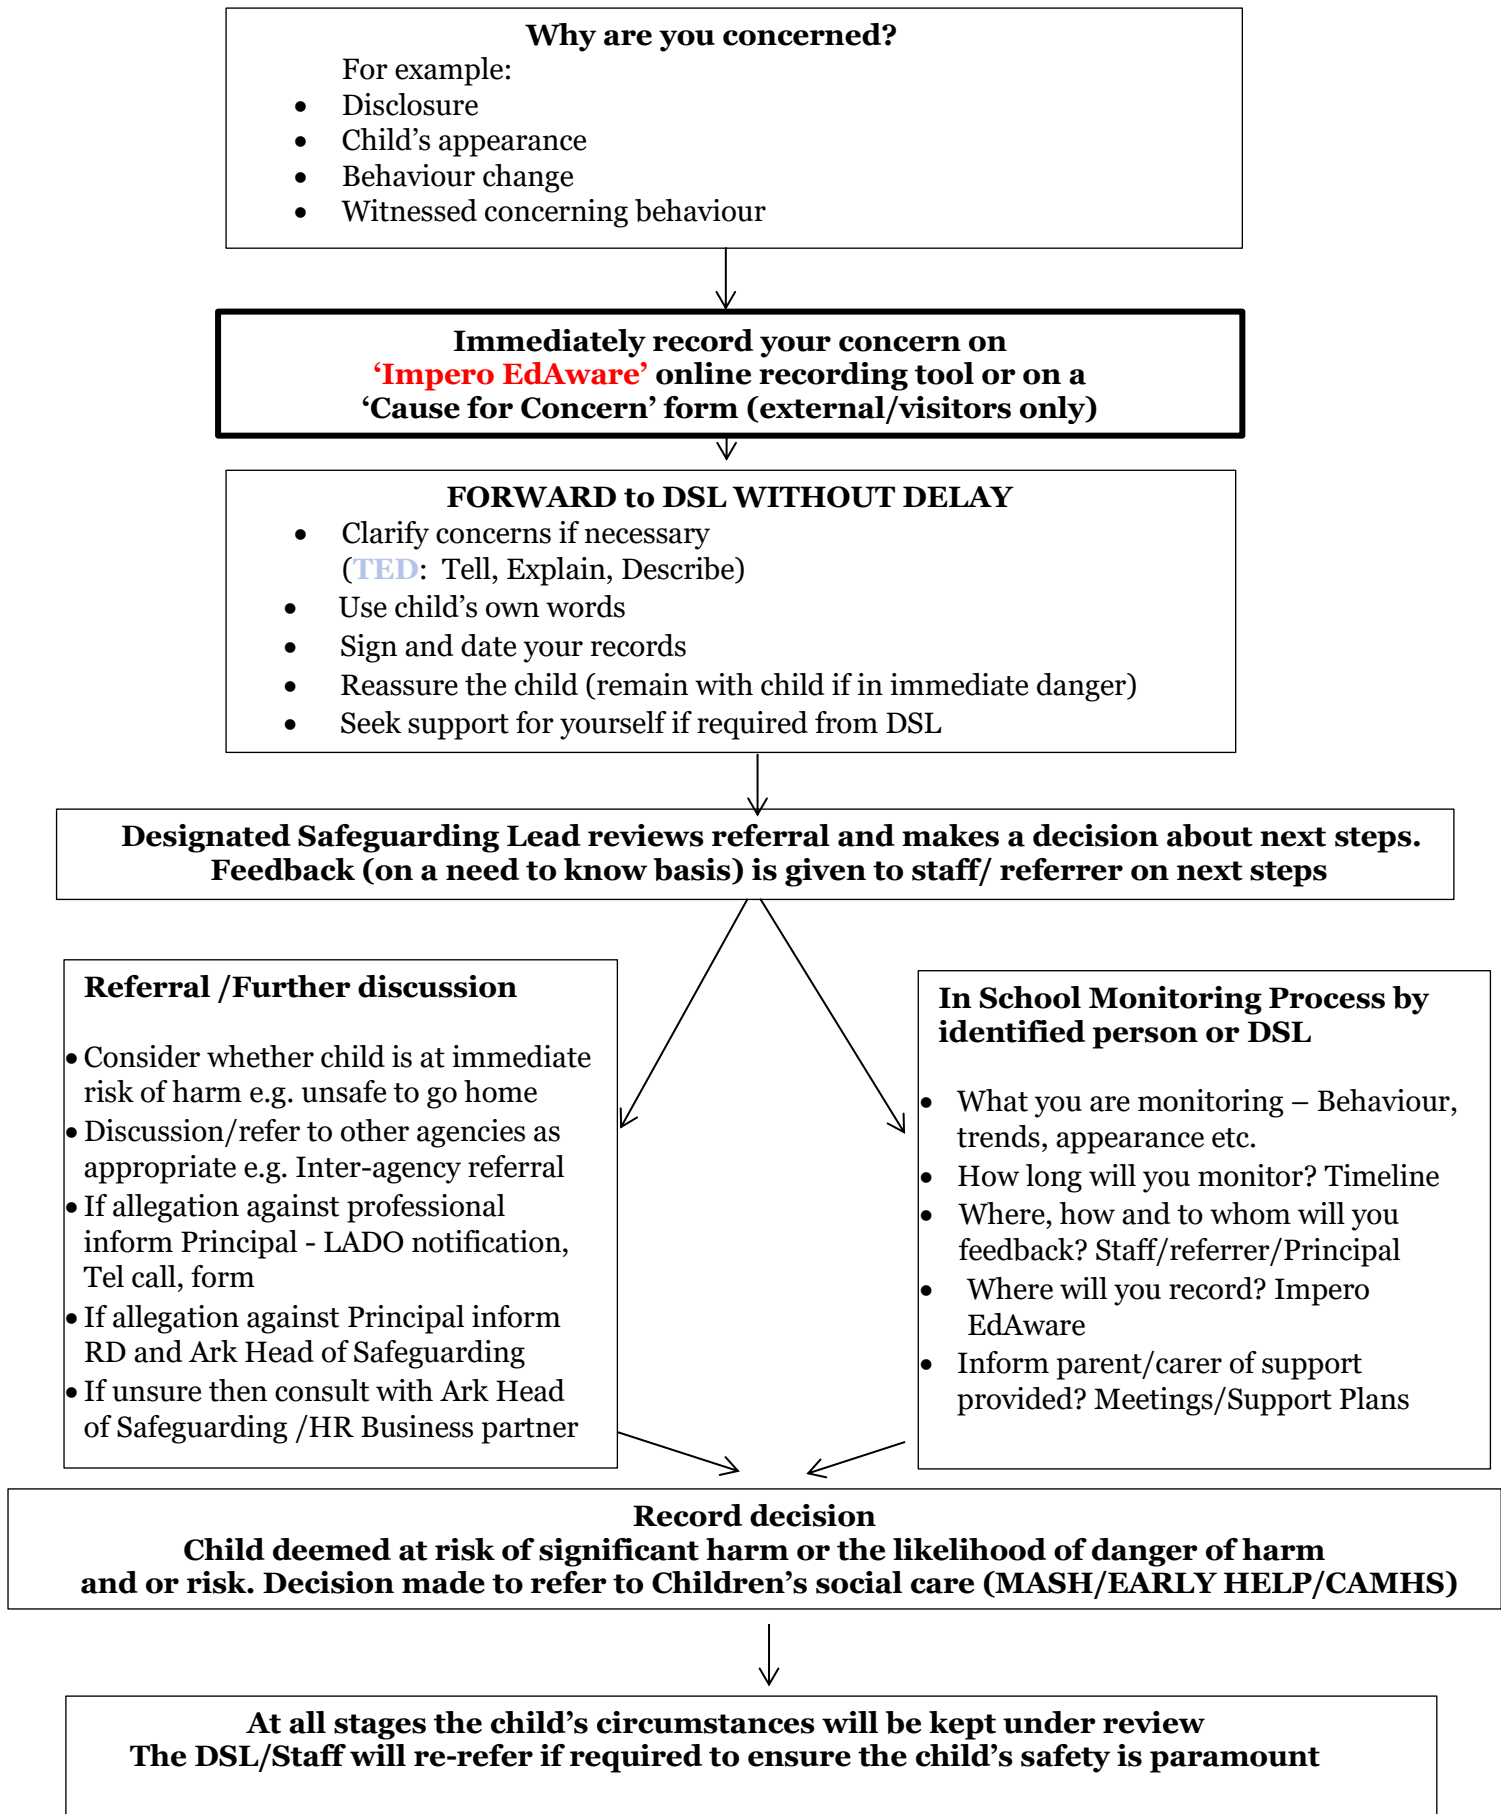 Why are you concerned?
For example:
• Disclosure
• Child’s appearance
• Behaviour change
• Witnessed concerning behaviour
Immediately record your concern on
‘Impero EdAware’ online recording tool or on a
‘Cause for Concern’ form (external/visitors only)
FORWARD to DSL WITHOUT DELAY
• Clarify concerns if necessary
(TED: Tell, Explain, Describe)
• Use child’s own words
• Sign and date your records
• Reassure the child (remain with child if in immediate danger)
• Seek support for yourself if required from DSL
Designated Safeguarding Lead reviews referral and makes a decision about next steps.
Feedback (on a need to know basis) is given to staff/ referrer on next steps
Referral /Further discussion
• Consider whether child is at immediate
risk of harm e.g. unsafe to go home
• Discussion/refer to other agencies as
appropriate e.g. Inter-agency referral
• If allegation against professional
inform Principal - LADO notification,
Tel call, form
• If allegation against Principal inform
RD and Ark Head of Safeguarding
• If unsure then consult with Ark Head
of Safeguarding /HR Business partner
In School Monitoring Process by
identified person or DSL
• What you are monitoring – Behaviour,
trends, appearance etc.
• How long will you monitor? Timeline
• Where, how and to whom will you
feedback? Staff/referrer/Principal
• Where will you record? Impero
EdAware
• Inform parent/carer of support
provided? Meetings/Support Plans
Record decision
Child deemed at risk of significant harm or the likelihood of danger of harm
and or risk. Decision made to refer to Children’s social care (MASH/EARLY HELP/CAMHS)
At all stages the child’s circumstances will be kept under review
The DSL/Staff will re-refer if required to ensure the child’s safety is paramount